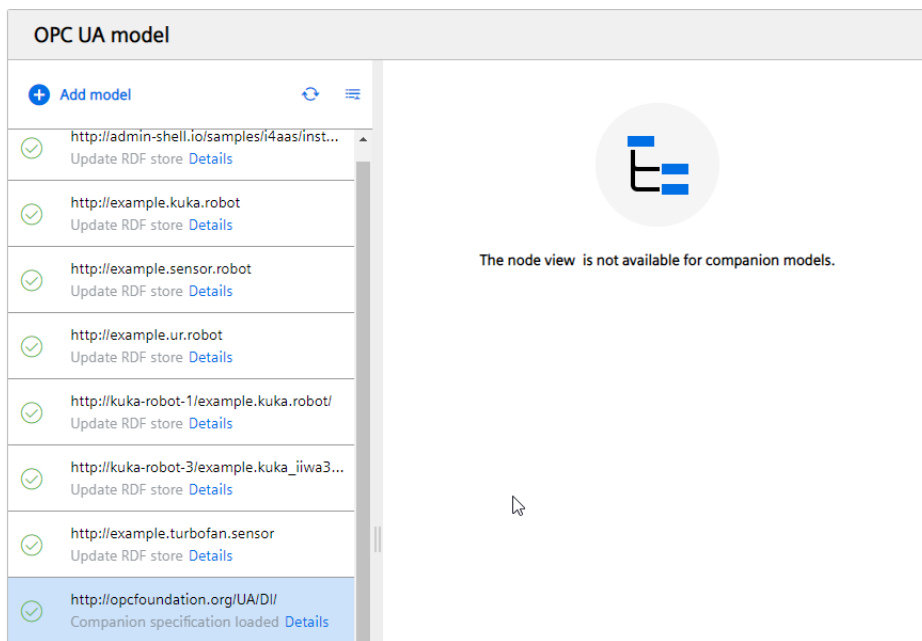 OPC UA model
Add model
http://admin-shell.io/samples/i4aas/inst...
Update RDF store Details
http://example.kuka.robot
Update RDF store Details
http://example.sensor.robot
Update RDF store Details
http://example.ur.robot
Update RDF store Details
http://kuka-robot-1/example.kuka.robot/
Update RDF store Details
http://kuka-robot-3/example.kuka_iiwa3...
Update RDF store Details
http://example.turbofan.sensor
Update RDF store Details
http://opcfoundation.org/UA/DI/
Companion specification loaded Details
The node view is not available for companion models.